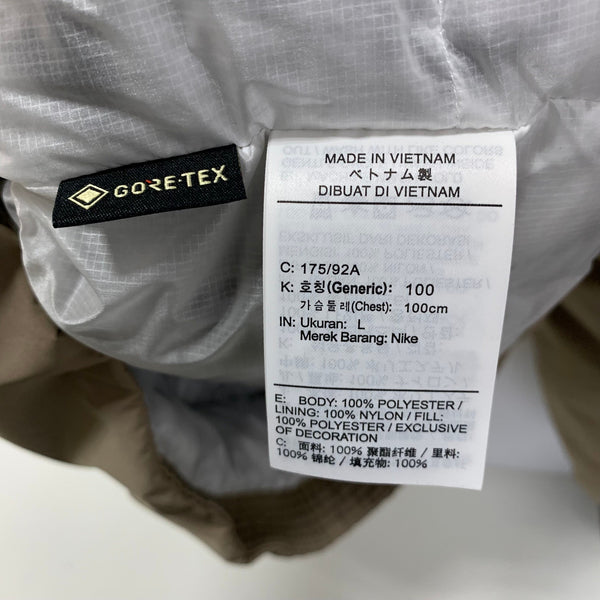 GORE-TEX
MADE IN VIETNAM
ベトナム製
DIBUAT DI VIETNAM
C: 175/92A
K: 호칭(Generic): 100
가슴둘레(Chest): 100cm
IN: Ukuran: L
Merek Barang: Nike
E: BODY: 100% POLYESTER /
LINING: 100% NYLON / FILL:
100% POLYESTER / EXCLUSIVE
OF DECORATION
C: 面料: 100% 聚酯纤维 / 里料:
100% 锦纶 / 填充物: 100%